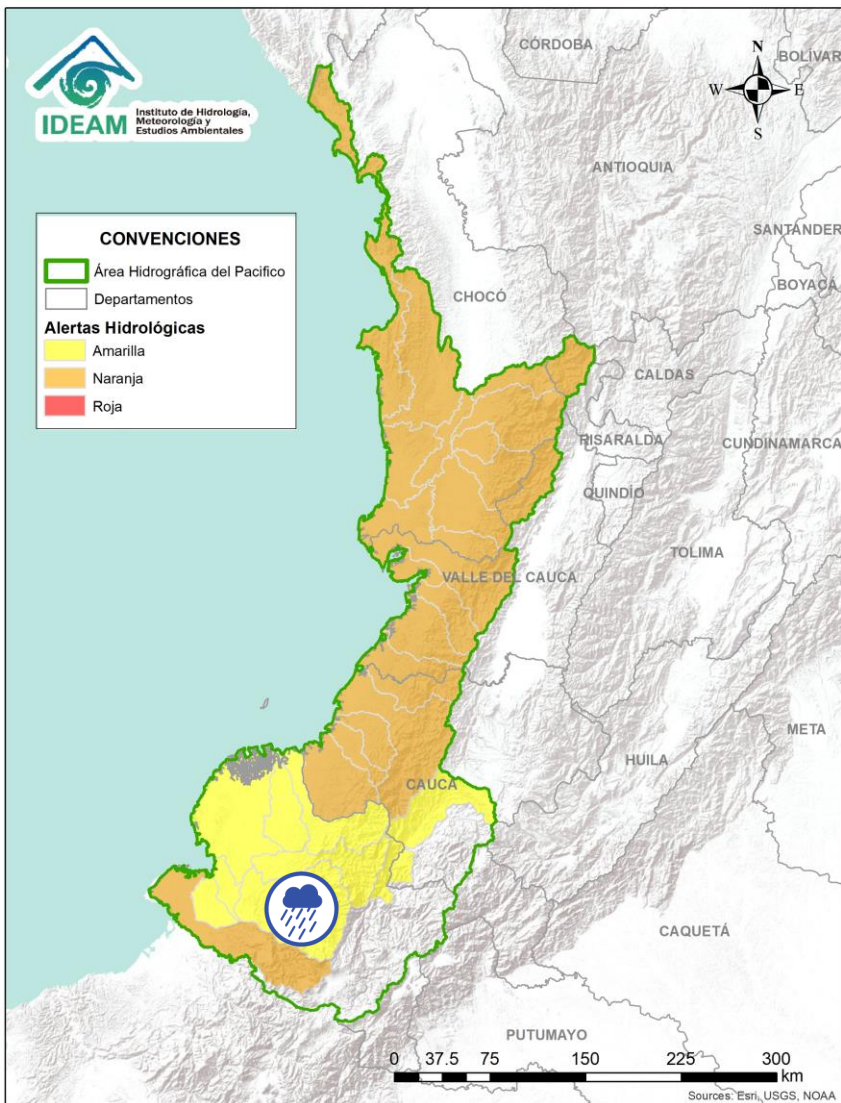 IDEAM
Instituto de Hidrología,
Meteorología y
Estudios Ambientales
CÓRDOBA
BOLÍVAR
N
W
E
S
ANTIOQUIA
SANTANDER
BOYACÁ
CONVENCIONES
Área Hidrográfica del Pacifico
Departamentos
Alertas Hidrológicas
Amarilla
Naranja
Roja
CHOCÓ
CALDAS
RISARALDA
CUNDINAMARCA
QUINDÍO
TOLIMA
VALLE DEL CAUCA
META
HUILA
CAUCA
CAQUETÁ
PUTUMAYO
0 37.5 75 150 225 300
km
Sources: Esri, USGS, NOAA